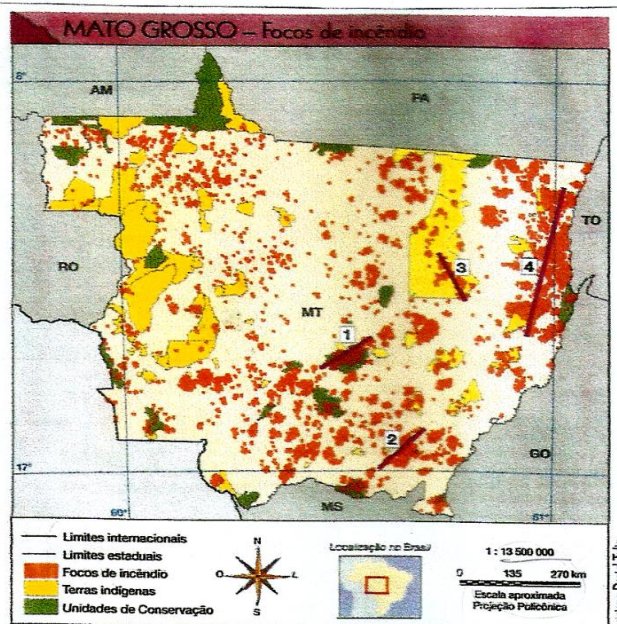 MATO GROSSO – Focos de incêndio
8°
AM
PA
TO
RO
3
4
MT
1
2
GO
17°
MS
60°
51°
Limites internacionais
Limites estaduais
Focos de incêndio
Terras indígenas
Unidades de Conservação
N
O
L
S
Localização no Brasil
1 : 13 500 000
0 135 270 km
Escala aproximada
Projeção Policônica